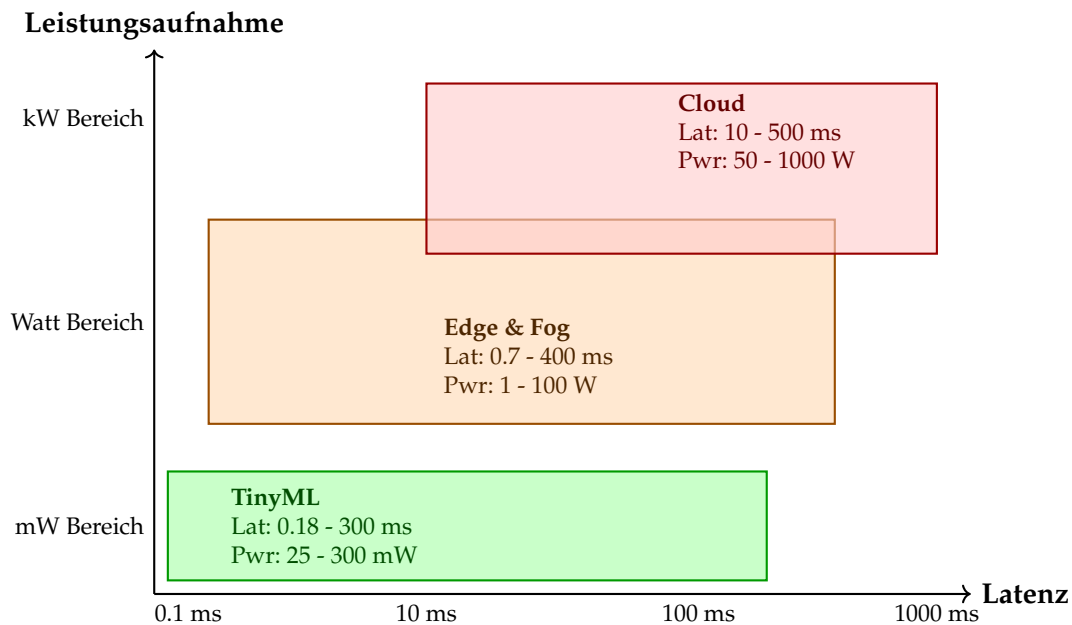 Leistungsaufnahme
kW Bereich
Cloud
Lat: 10 - 500 ms
Pwr: 50 - 1000 W
Watt Bereich
Edge & Fog
Lat: 0.7 - 400 ms
Pwr: 1 - 100 W
mW Bereich
TinyML
Lat: 0.18 - 300 ms
Pwr: 25 - 300 mW
Latenz
0.1 ms
10 ms
100 ms
1000 ms